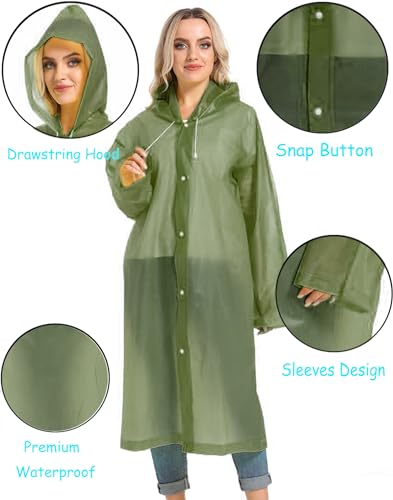 Drawstring Hood
Snap Button
Sleeves Design
Premium
Waterproof